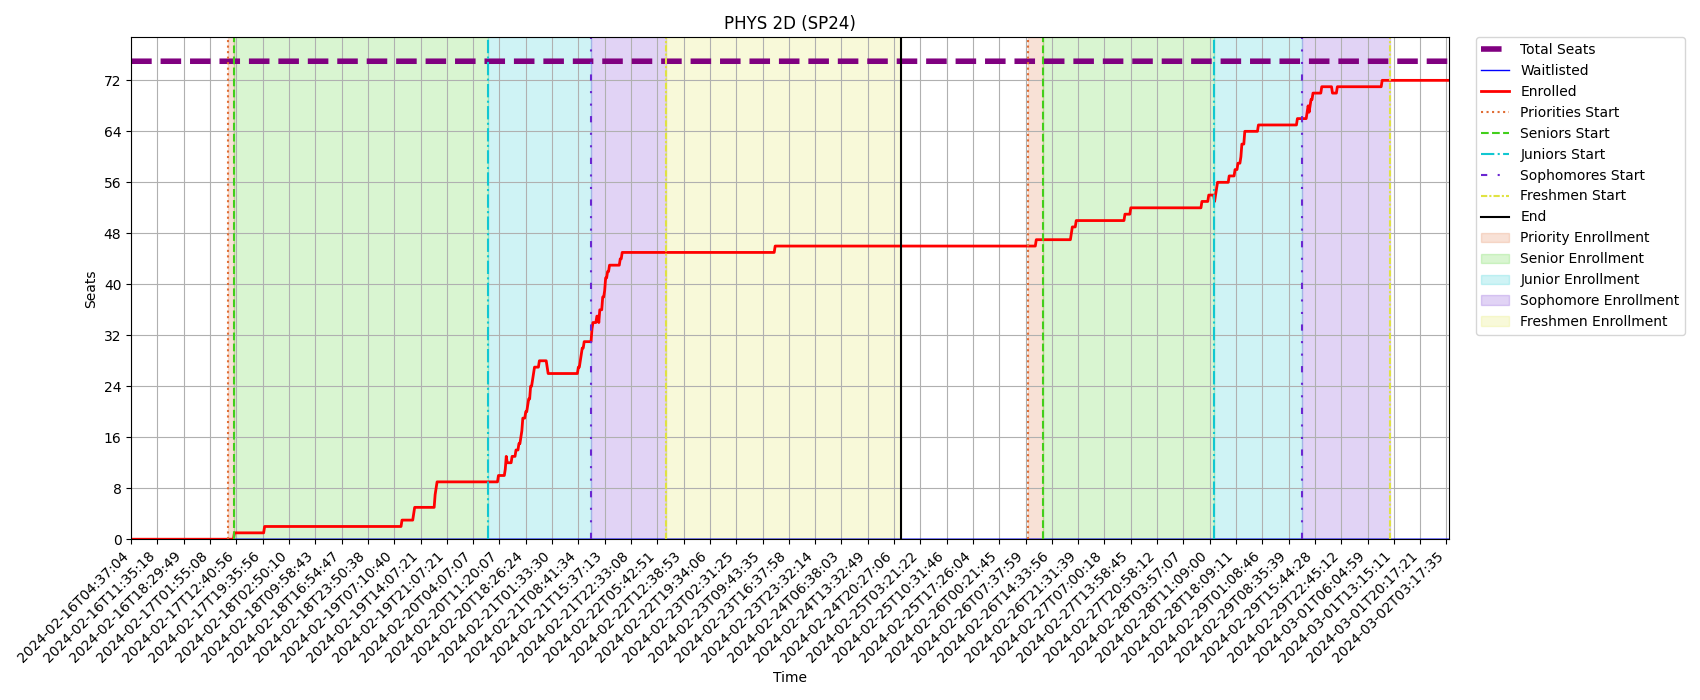 PHYS 2D (SP24)
Total Seats
Waitlisted
Enrolled
Priorities Start
Seniors Start
Juniors Start
Sophomores Start
Freshmen Start
End
Priority Enrollment
Senior Enrollment
Junior Enrollment
Sophomore Enrollment
Freshmen Enrollment
Seats
72
64
56
48
40
32
24
16
8
0
2024-02-16T04:37:04
2024-02-16T11:35:18
2024-02-16T18:29:49
2024-02-17T01:55:08
2024-02-17T12:40:56
2024-02-17T19:35:56
2024-02-18T02:50:10
2024-02-18T09:58:43
2024-02-18T16:54:47
2024-02-18T23:50:38
2024-02-19T07:10:40
2024-02-19T14:07:21
2024-02-19T21:07:21
2024-02-20T04:07:07
2024-02-20T11:20:07
2024-02-20T18:26:24
2024-02-21T01:33:30
2024-02-21T08:41:34
2024-02-21T15:37:13
2024-02-21T22:33:08
2024-02-22T05:42:51
2024-02-22T12:38:53
2024-02-22T19:34:06
2024-02-23T02:31:25
2024-02-23T09:43:35
2024-02-23T16:37:58
2024-02-23T23:32:14
2024-02-24T06:38:03
2024-02-24T13:32:49
2024-02-24T20:27:06
2024-02-25T03:21:22
2024-02-25T10:31:46
2024-02-25T17:26:04
2024-02-26T00:21:45
2024-02-26T07:37:59
2024-02-26T14:33:56
2024-02-26T21:31:39
2024-02-27T07:00:18
2024-02-27T13:58:45
2024-02-27T20:58:12
2024-02-28T03:57:07
2024-02-28T11:09:00
2024-02-28T18:09:11
2024-02-29T01:08:46
2024-02-29T08:35:39
2024-02-29T15:44:28
2024-02-29T22:45:12
2024-03-01T06:04:59
2024-03-01T13:15:11
2024-03-01T20:17:21
2024-03-02T03:17:35
Time